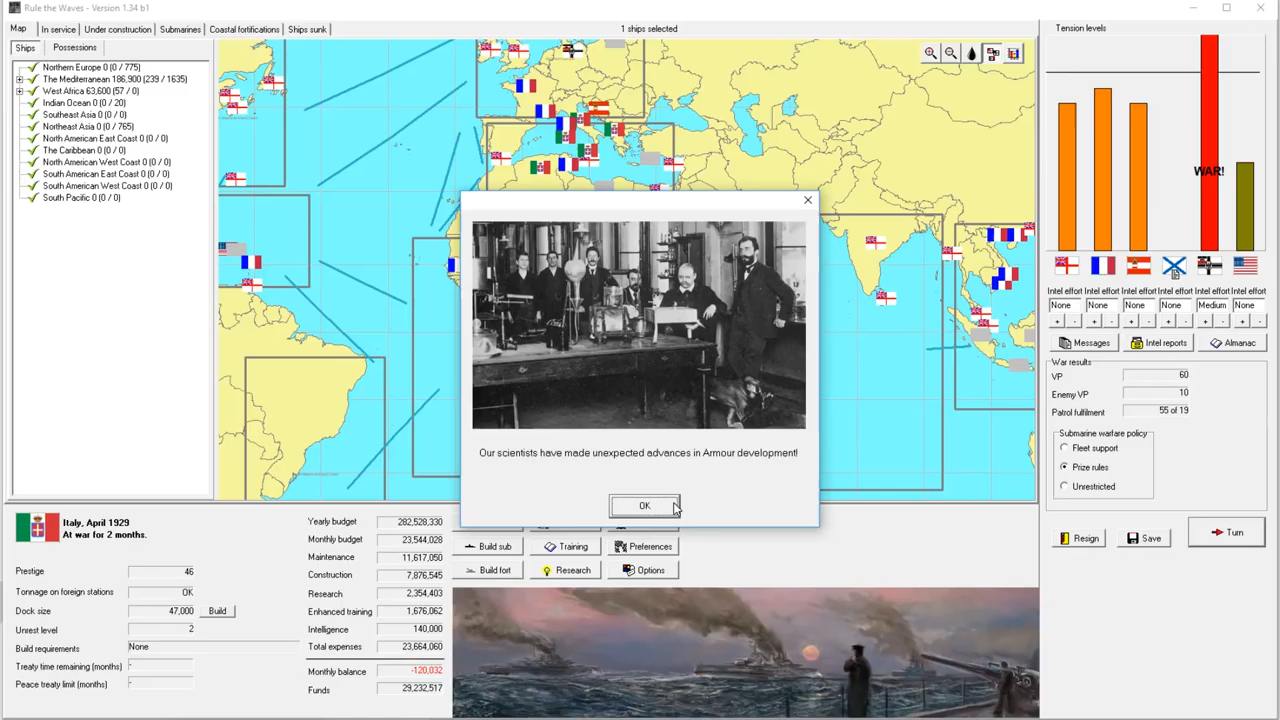 Rule the Waves - Version 1.34 b1
Map
In service
Under construction
Submarines
Coastal fortifications
Ships sunk
1 ships selected
Tension levels
Ships
Possessions
Northern Europe 0 (0 / 775)
The Mediterranean 186,900 (239 / 1635)
West Africa 63,600 (57 / 0)
Indian Ocean 0 (0 / 20)
Southeast Asia 0 (0 / 0)
Northeast Asia 0 (0 / 765)
North American East Coast 0 (0 / 0)
The Caribbean 0 (0 / 0)
North American West Coast 0 (0 / 0)
South American East Coast 0 (0 / 0)
South American West Coast 0 (0 / 0)
South Pacific 0 (0 / 0)
WAR!
Our scientists have made unexpected advances in Armour development!
OK
Intel effort Intel effort Intel effort Intel effort Intel effort Intel effort
None None None None Medium None
+ - + - + - + - + - + -
Messages
Intel reports
Almanac
War results
VP 60
Enemy VP 10
Patrol fulfilment 55 of 19
Submarine warfare policy
Fleet support
Prize rules
Unrestricted
Resign
Save
Turn
Italy, April 1929
At war for 2 months.
Prestige 46
Tonnage on foreign stations OK
Dock size 47,000 Build
Unrest level 2
Build requirements None
Treaty time remaining (months) -
Peace treaty limit (months) -
Yearly budget 282,528,330
Monthly budget 23,544,028
Maintenance 11,617,050
Construction 7,876,545
Research 2,354,403
Enhanced training 1,676,062
Intelligence 140,000
Total expenses 23,664,060
Monthly balance -120,032
Funds 29,232,517
Build sub
Training
Preferences
Build fort
Research
Options